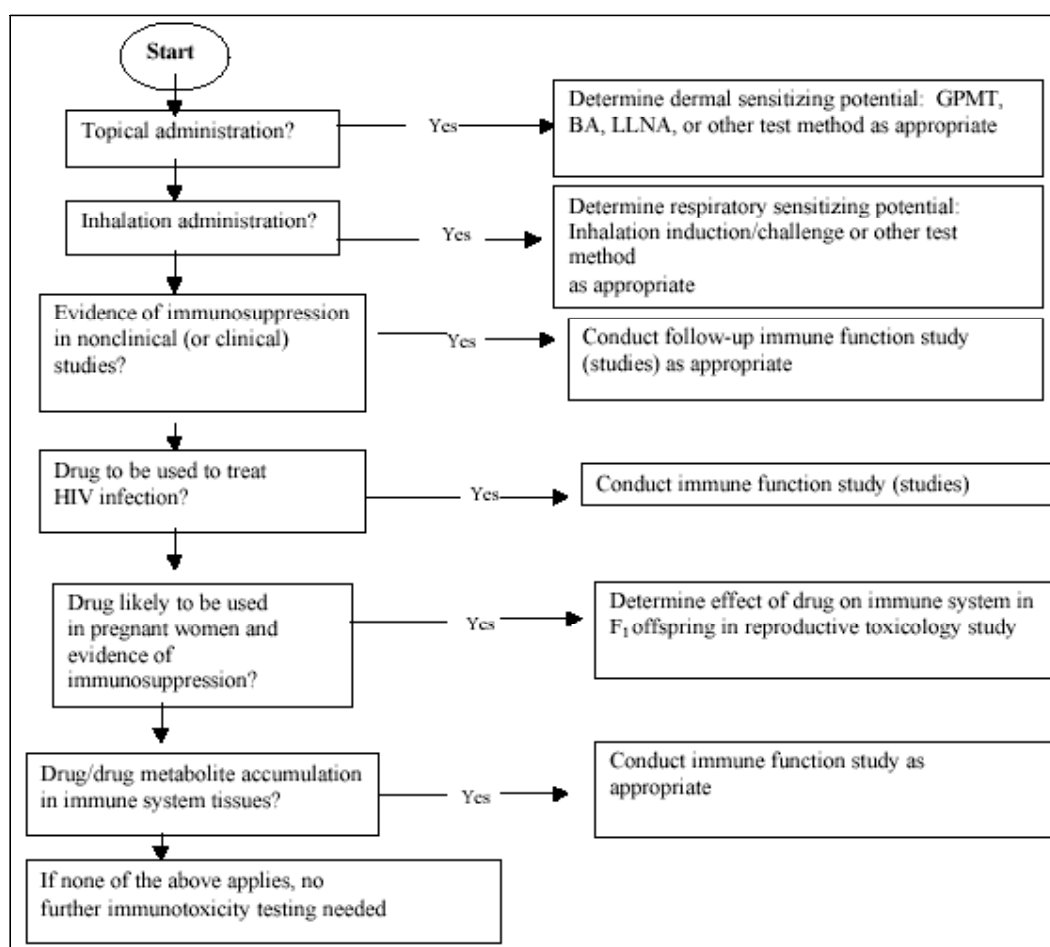 Start
Topical administration?
Yes
Determine dermal sensitizing potential: GPMT,
BA, LLNA, or other test method as appropriate
Inhalation administration?
Yes
Determine respiratory sensitizing potential:
Inhalation induction/challenge or other test
method
as appropriate
Evidence of immunosuppression
in nonclinical (or clinical)
studies?
Yes
Conduct follow-up immune function study
(studies) as appropriate
Drug to be used to treat
HIV infection?
Yes
Conduct immune function study (studies)
Drug likely to be used
in pregnant women and
evidence of
immunosuppression?
Yes
Determine effect of drug on immune system in
F₁ offspring in reproductive toxicology study
Drug/drug metabolite accumulation
in immune system tissues?
Yes
Conduct immune function study as
appropriate
If none of the above applies, no
further immunotoxicity testing needed